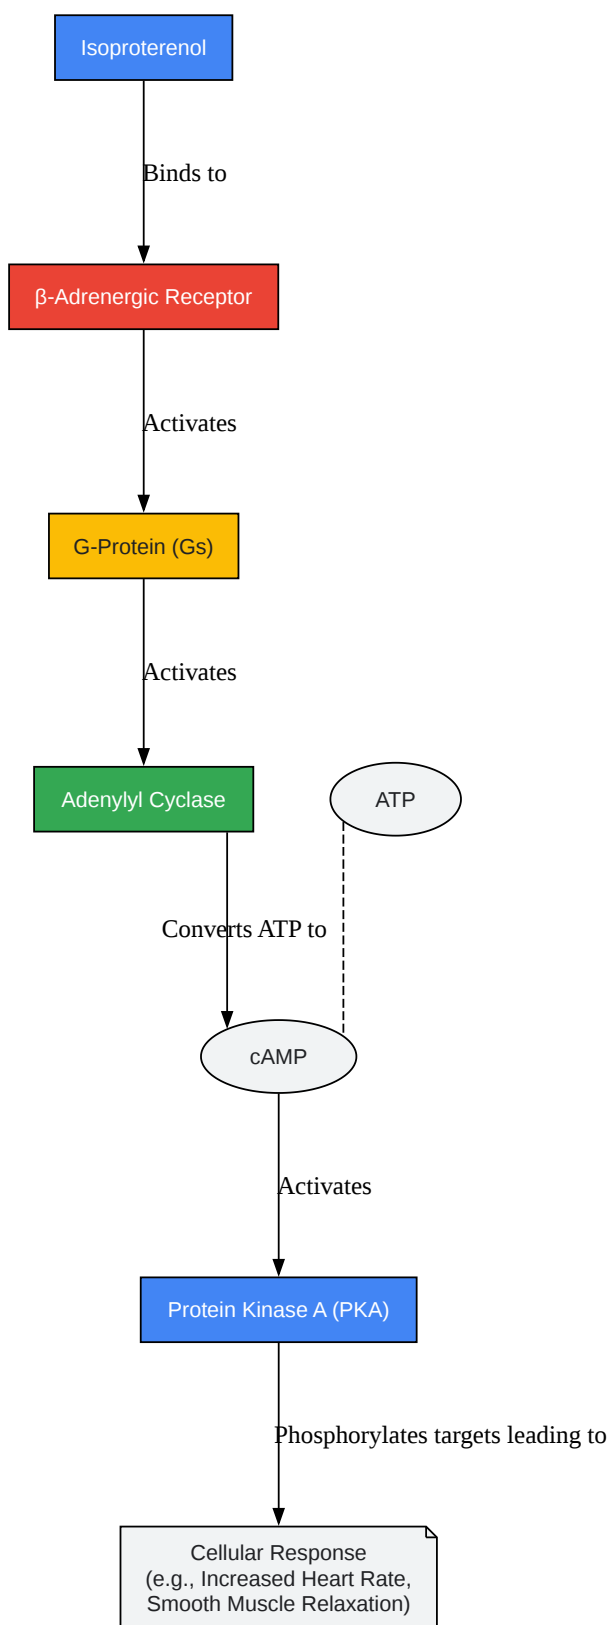 Isoproterenol
Binds to
β-Adrenergic Receptor
Activates
G-Protein (Gs)
Activates
Adenylyl Cyclase
ATP
Converts ATP to
cAMP
Activates
Protein Kinase A (PKA)
Phosphorylates targets leading to
Cellular Response
(e.g., Increased Heart Rate,
Smooth Muscle Relaxation)